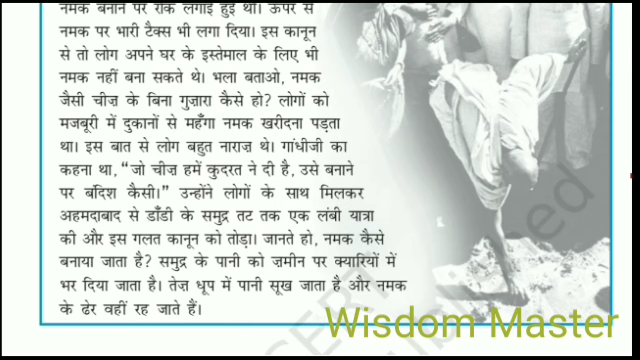 नमक बनाने पर रोक लगाई हुई थी। ऊपर से
नमक पर भारी टैक्स भी लगा दिया। इस कानून
से तो लोग अपने घर के इस्तेमाल के लिए भी
नमक नहीं बना सकते थे। भला बताओ, नमक
जैसी चीज़ के बिना गुज़ारा कैसे हो? लोगों को
मजबूरी में दुकानों से महँगा नमक खरीदना पड़ता
था। इस बात से लोग बहुत नाराज़ थे। गांधीजी का
कहना था, “जो चीज़ हमें कुदरत ने दी है, उसे बनाने
पर बंदिश कैसी।” उन्होंने लोगों के साथ मिलकर
अहमदाबाद से डाँडी के समुद्र तट तक एक लंबी यात्रा
की और इस गलत कानून को तोड़ा। जानते हो, नमक कैसे
बनाया जाता है? समुद्र के पानी को ज़मीन पर क्यारियों में
भर दिया जाता है। तेज़ धूप में पानी सूख जाता है और नमक
के ढेर वहीं रह जाते हैं।
Wisdom Master